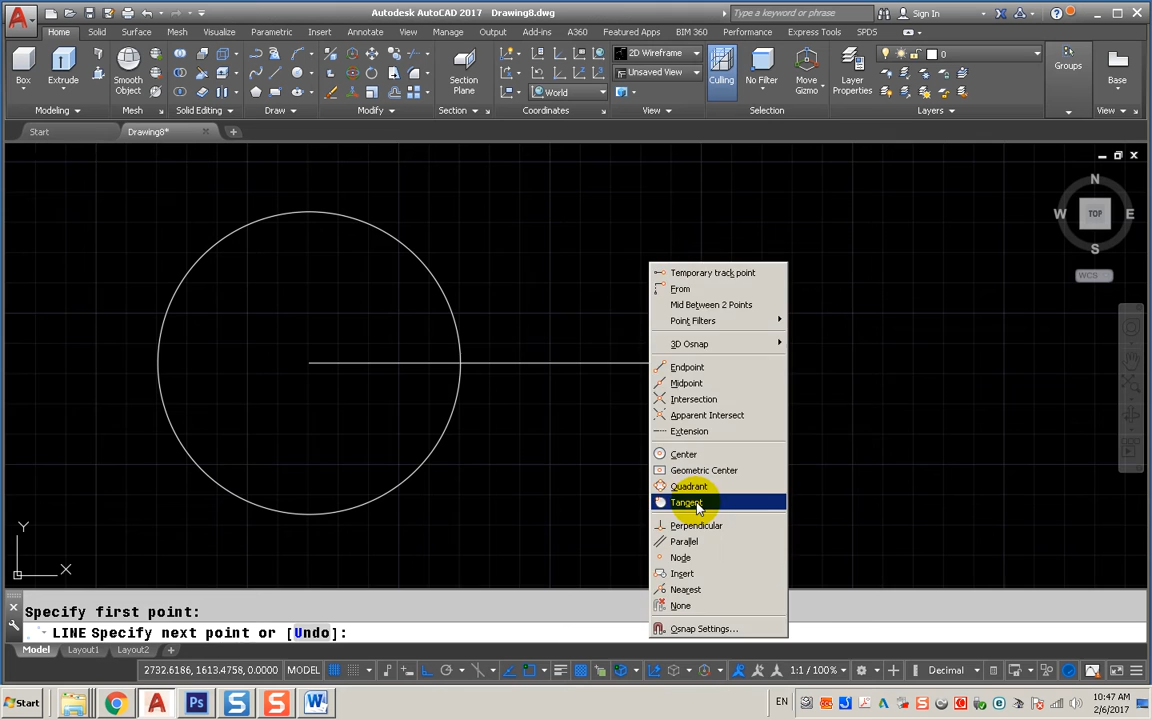 Autodesk AutoCAD 2017 Drawing8.dwg
Type a keyword or phrase
Sign In
Home Solid Surface Mesh Visualize Parametric Insert Annotate View Manage Output Add-ins A360 Featured Apps BIM 360 Performance Express Tools SPDS
Box
Extrude
Smooth Object
Section Plane
World
2D Wireframe
Unsaved View
Culling
No Filter
Move Gizmo
Layer Properties
0
Groups
Base
Modeling
Mesh
Solid Editing
Draw
Modify
Section
Coordinates
View
Selection
Layers
View
Start
Drawing8*
N
W
TOP
E
S
WCS
Temporary track point
From
Mid Between 2 Points
Point Filters
3D Osnap
Endpoint
Midpoint
Intersection
Apparent Intersect
Extension
Center
Geometric Center
Quadrant
Tangent
Perpendicular
Parallel
Node
Insert
Nearest
None
Osnap Settings...
Y
X
Specify first point:
LINE Specify next point or [Undo]:
Model Layout1 Layout2
2732.6186, 1613.4758, 0.0000 MODEL
1:1 / 100%
Decimal
Start
EN
10:47 AM
2/6/2017